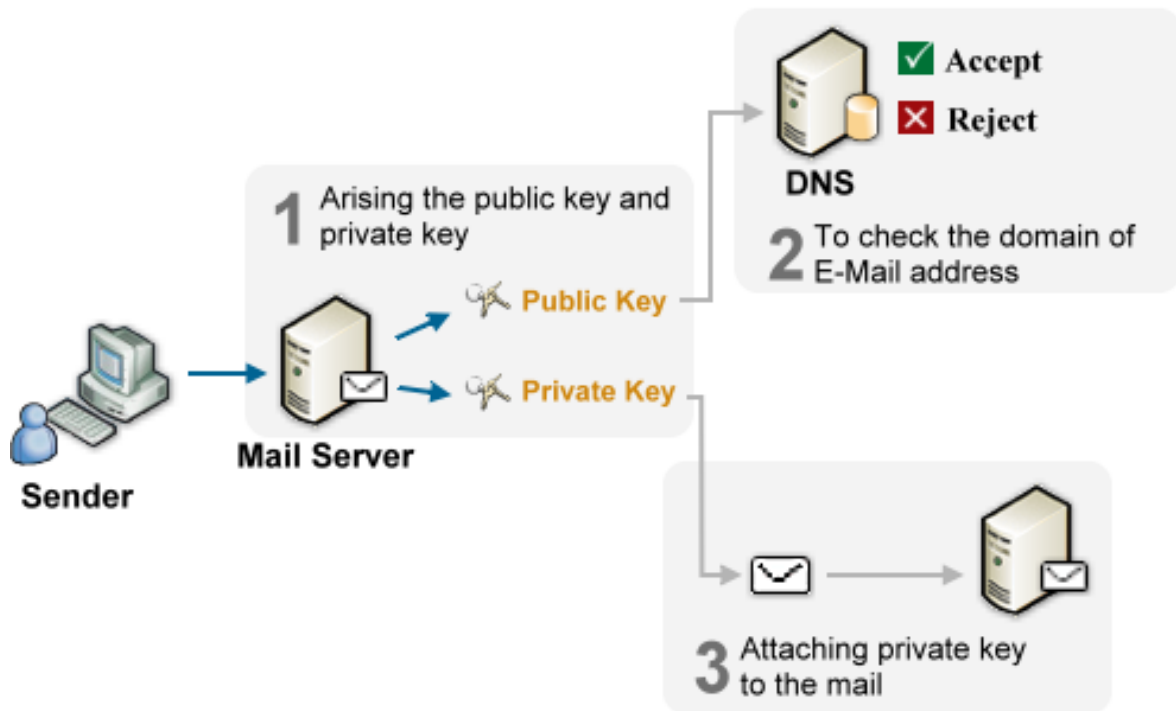 Accept
Reject
DNS
2 To check the domain of
E-Mail address
1 Arising the public key and
private key
Public Key
Private Key
Mail Server
Sender
3 Attaching private key
to the mail